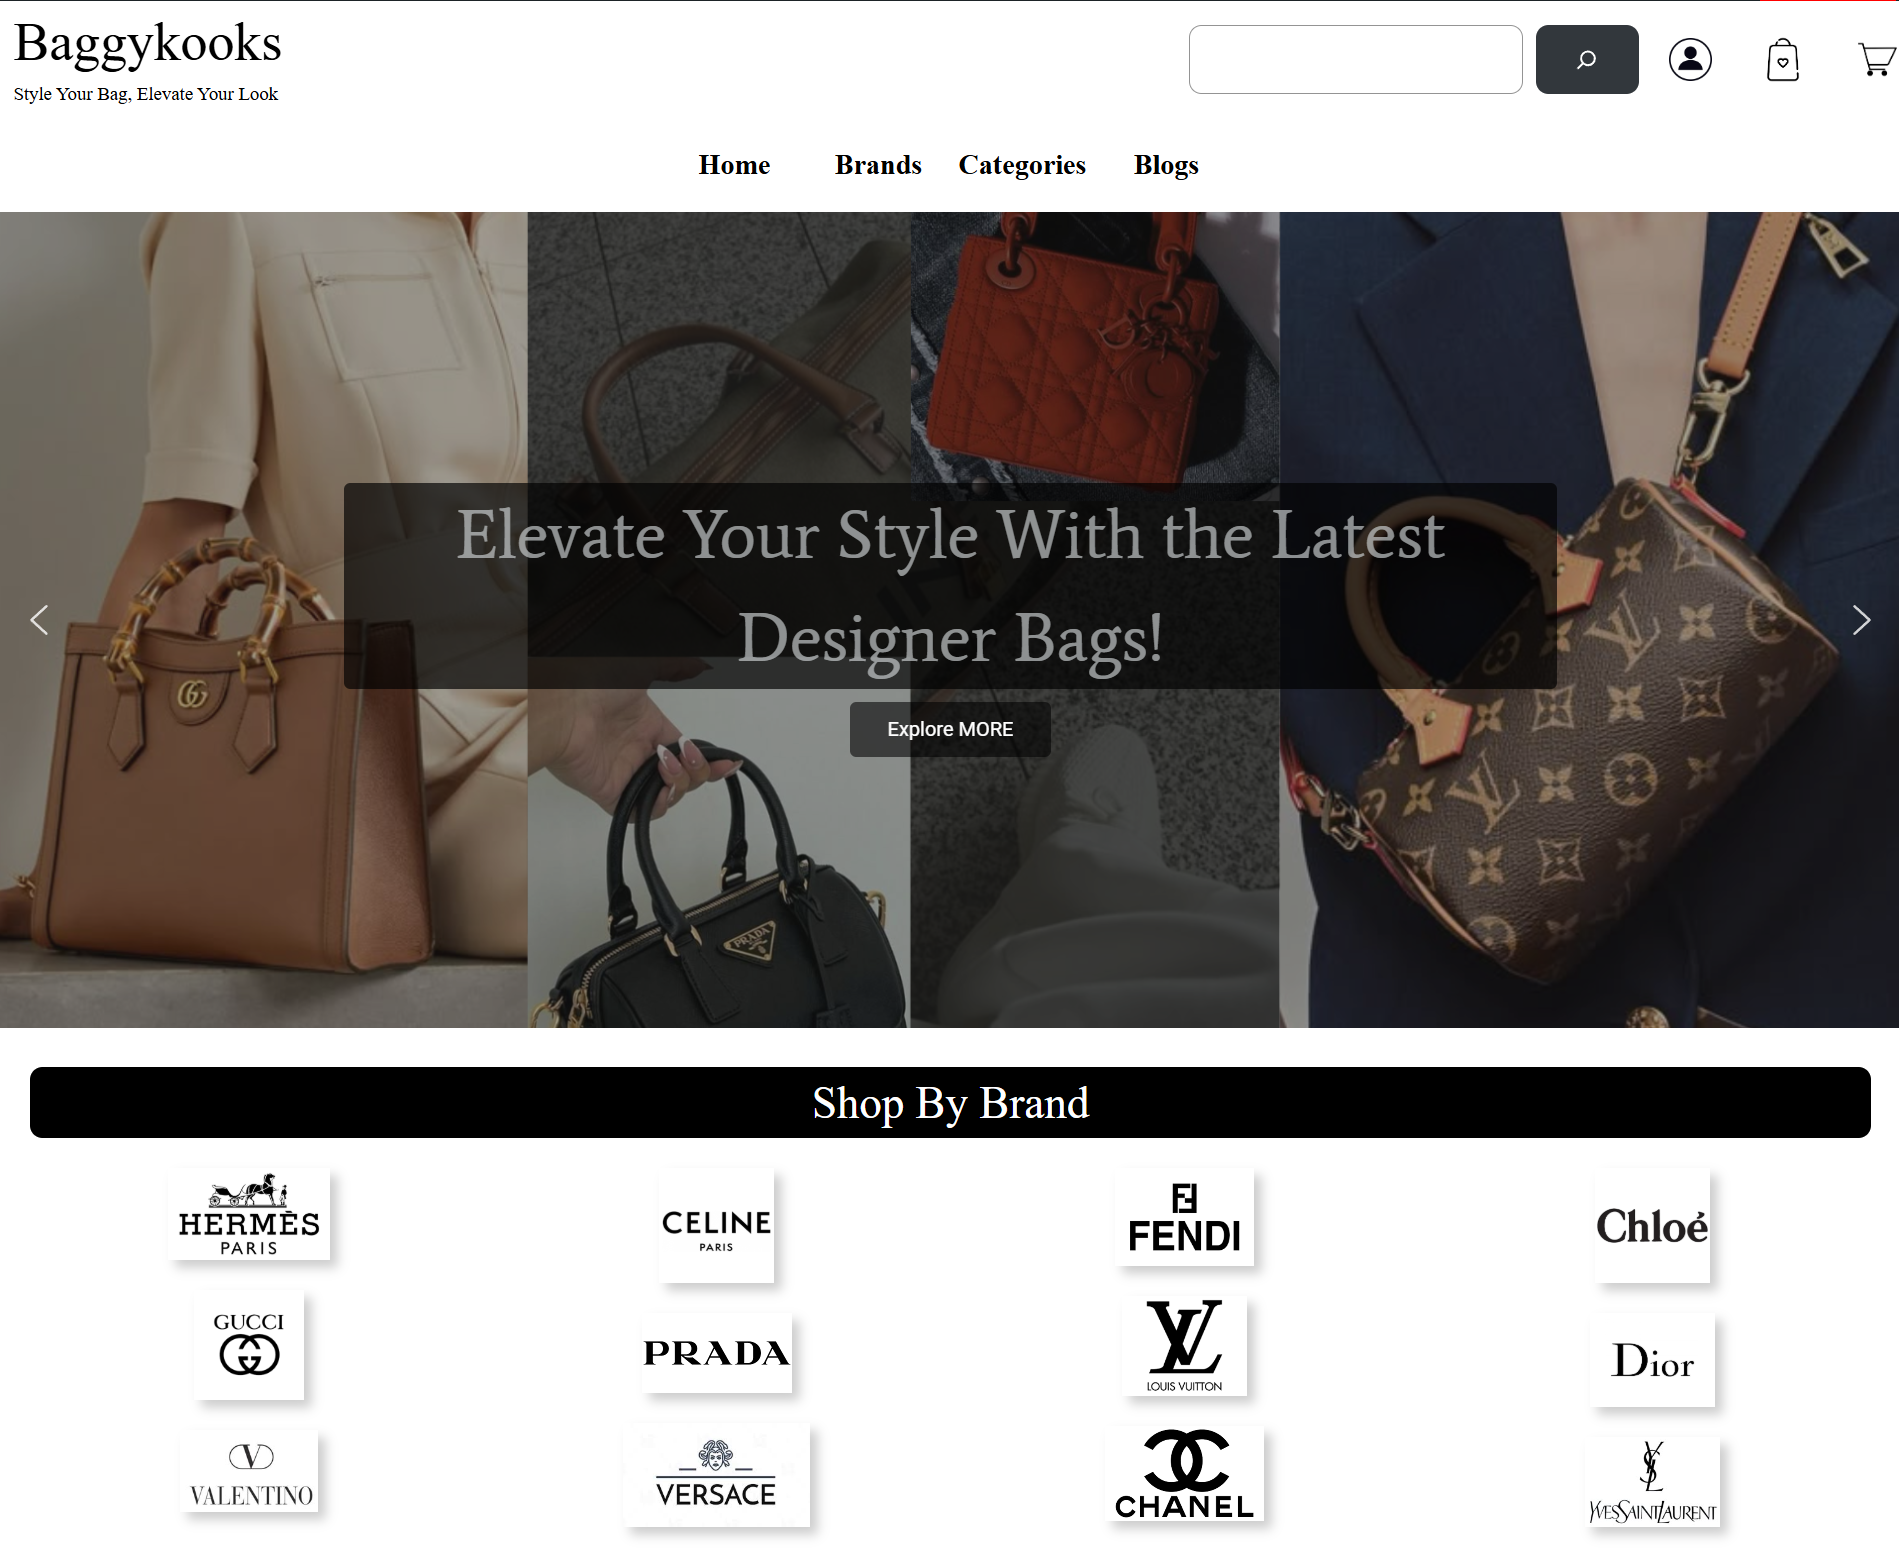 Baggykooks
Style Your Bag, Elevate Your Look
Home Brands Categories Blogs
Elevate Your Style With the Latest
Designer Bags!
Explore MORE
PRADA
Shop By Brand
HERMÈS
PARIS
CELINE
PARIS
FENDI
Chloé
GUCCI
PRADA
LOUIS VUITTON
Dior
VALENTINO
VERSACE
CHANEL
YVESSAINTLAURENT